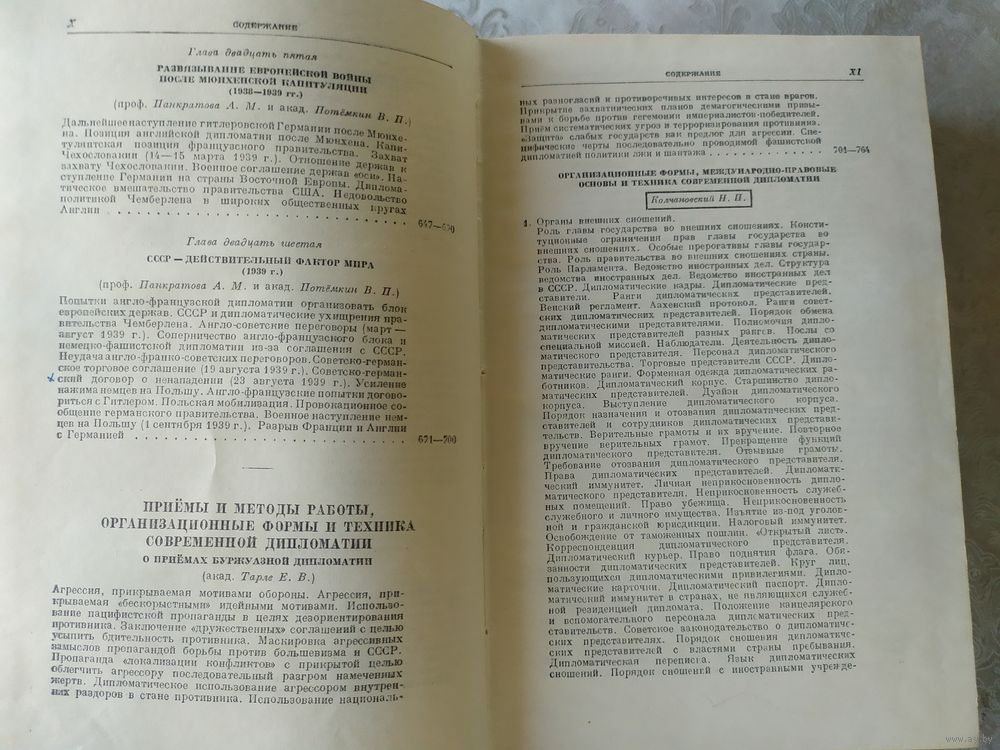 X
СОДЕРЖАНИЕ
Глава двадцать пятая
РАЗВЯЗЫВАНИЕ ЕВРОПЕЙСКОЙ ВОЙНЫ
ПОСЛЕ МЮНХЕНСКОЙ КАПИТУЛЯЦИИ
(1938—1939 гг.)
(проф. Панкратова А. М. и акад. Потёмкин В. П.)
Дальнейшее наступление гитлеровской Германии после Мюнхе-
на. Позиция английской дипломатии после Мюнхена. Капи-
тулянтская позиция французского правительства. Захват
Чехословакии (14—15 марта 1939 г.). Отношение держав к
захвату Чехословакии. Военное соглашение держав «оси». На-
ступление Германии на страны Восточной Европы. Диплома-
тическое вмешательство правительства США. Недовольство
политикой Чемберлена в широких общественных кругах
Англии . . . . . . . . . . . . . . . . . . . . 647—670
Глава двадцать шестая
СССР — ДЕЙСТВИТЕЛЬНЫЙ ФАКТОР МИРА
(1939 г.)
(проф. Панкратова А. М. и акад. Потёмкин В. П.)
Попытки англо-французской дипломатии организовать блок
европейских держав. СССР и дипломатические ухищрения пра-
вительства Чемберлена. Англо-советские переговоры (март —
август 1939 г.). Соперничество англо-французского блока и
немецко-фашистской дипломатии из-за соглашения с СССР.
Неудача англо-франко-советских переговоров. Советско-герман-
ское торговое соглашение (19 августа 1939 г.). Советско-герман-
ский договор о ненападении (23 августа 1939 г.). Усиление
нажима немцев на Польшу. Англо-французские попытки догово-
риться с Гитлером. Польская мобилизация. Провокационное со-
общение германского правительства. Военное наступление нем-
цев на Польшу (1 сентября 1939 г.). Разрыв Франции и Англии
с Германией . . . . . . . . . . . . . . . . . . 671—700
ПРИЁМЫ И МЕТОДЫ РАБОТЫ,
ОРГАНИЗАЦИОННЫЕ ФОРМЫ И ТЕХНИКА
СОВРЕМЕННОЙ ДИПЛОМАТИИ
О ПРИЁМАХ БУРЖУАЗНОЙ ДИПЛОМАТИИ
(акад. Тарле Е. В.)
Агрессия, прикрываемая мотивами обороны. Агрессия, при-
крываемая «бескорыстными» идейными мотивами. Использо-
вание пацифистской пропаганды в целях дезориентирования
противника. Заключение «дружественных» соглашений с целью
усыпить бдительность противника. Маскировка агрессивных
замыслов пропагандой борьбы против большевизма и СССР.
Пропаганда «локализации конфликтов» с прикрытой целью
облегчить агрессору последовательный разгром намеченных
жертв. Дипломатическое использование агрессором внутрен-
них раздоров в стане противника. Использование националь-
СОДЕРЖАНИЕ
XI
ных разногласий и противоречивых интересов в стане врагов.
Прикрытие захватнических планов демагогическими призы-
вами к борьбе против гегемонии империалистов-победителей.
Приём систематических угроз и терроризирования противника.
«Защита» слабых государств как предлог для агрессии. Спе-
цифические черты последовательно проводимой фашистской
дипломатией политики лжи и шантажа . . . . . . . . . . . 701—764
ОРГАНИЗАЦИОННЫЕ ФОРМЫ, МЕЖДУНАРОДНО-ПРАВОВЫЕ
ОСНОВЫ И ТЕХНИКА СОВРЕМЕННОЙ ДИПЛОМАТИИ
Колчановский Н. П.
1. Органы внешних сношений.
Роль главы государства во внешних сношениях. Консти-
туционные ограничения прав главы государства во
внешних сношениях. Особые прерогативы главы государ-
ства. Роль правительства во внешних сношениях страны.
Роль Парламента. Ведомство иностранных дел. Структура
ведомства иностранных дел. Ведомство иностранных дел
в СССР. Дипломатические кадры. Дипломатические пред-
ставители. Ранги дипломатических представителей.
Венский регламент. Аахенский протокол. Ранги совет-
ских дипломатических представителей. Порядок обмена
дипломатическими представителями. Полномочия дипло-
матических представителей разных рангов. Послы со
специальной миссией. Наблюдатели. Деятельность дипло-
матического представителя. Персонал дипломатического
представительства. Торговые представители СССР. Дипло-
матические ранги. Форменная одежда дипломатических ра-
ботников. Дипломатический корпус. Старшинство дипло-
матических представителей. Дуайэн дипломатического
корпуса. Выступление дипломатического корпуса.
Порядок назначения и отозвания дипломатических пред-
ставителей и сотрудников дипломатических представи-
тельств. Верительные грамоты и их вручение. Повторное
вручение верительных грамот. Прекращение функций
дипломатического представителя. Отзывные грамоты.
Требование отозвания дипломатического представителя.
Права дипломатических представителей. Дипломати-
ческий иммунитет. Личная неприкосновенность дипло-
матического представителя. Неприкосновенность служеб-
ных помещений. Право убежища. Неприкосновенность
служебного и личного имущества. Изъятие из-под уголов-
ной и гражданской юрисдикции. Налоговый иммунитет.
Освобождение от таможенных пошлин. «Открытый лист».
Корреспонденция дипломатического представителя.
Дипломатический курьер. Право поднятия флага. Обя-
занности дипломатических представителей. Круг лиц,
пользующихся дипломатическими привилегиями. Дипло-
матические карточки. Дипломатический паспорт. Дипло-
матический иммунитет в странах, не являющихся служеб-
ной резиденцией дипломата. Положение канцелярского
и вспомогательного персонала дипломатических пред-
ставительств. Советское законодательство о дипломатиче-
ских представителях. Порядок сношения дипломатиче-
ских представителей с властями страны пребывания.
Дипломатическая переписка. Язык дипломатических
сношений. Порядок сношений с иностранными учрежде-
www.ay.by